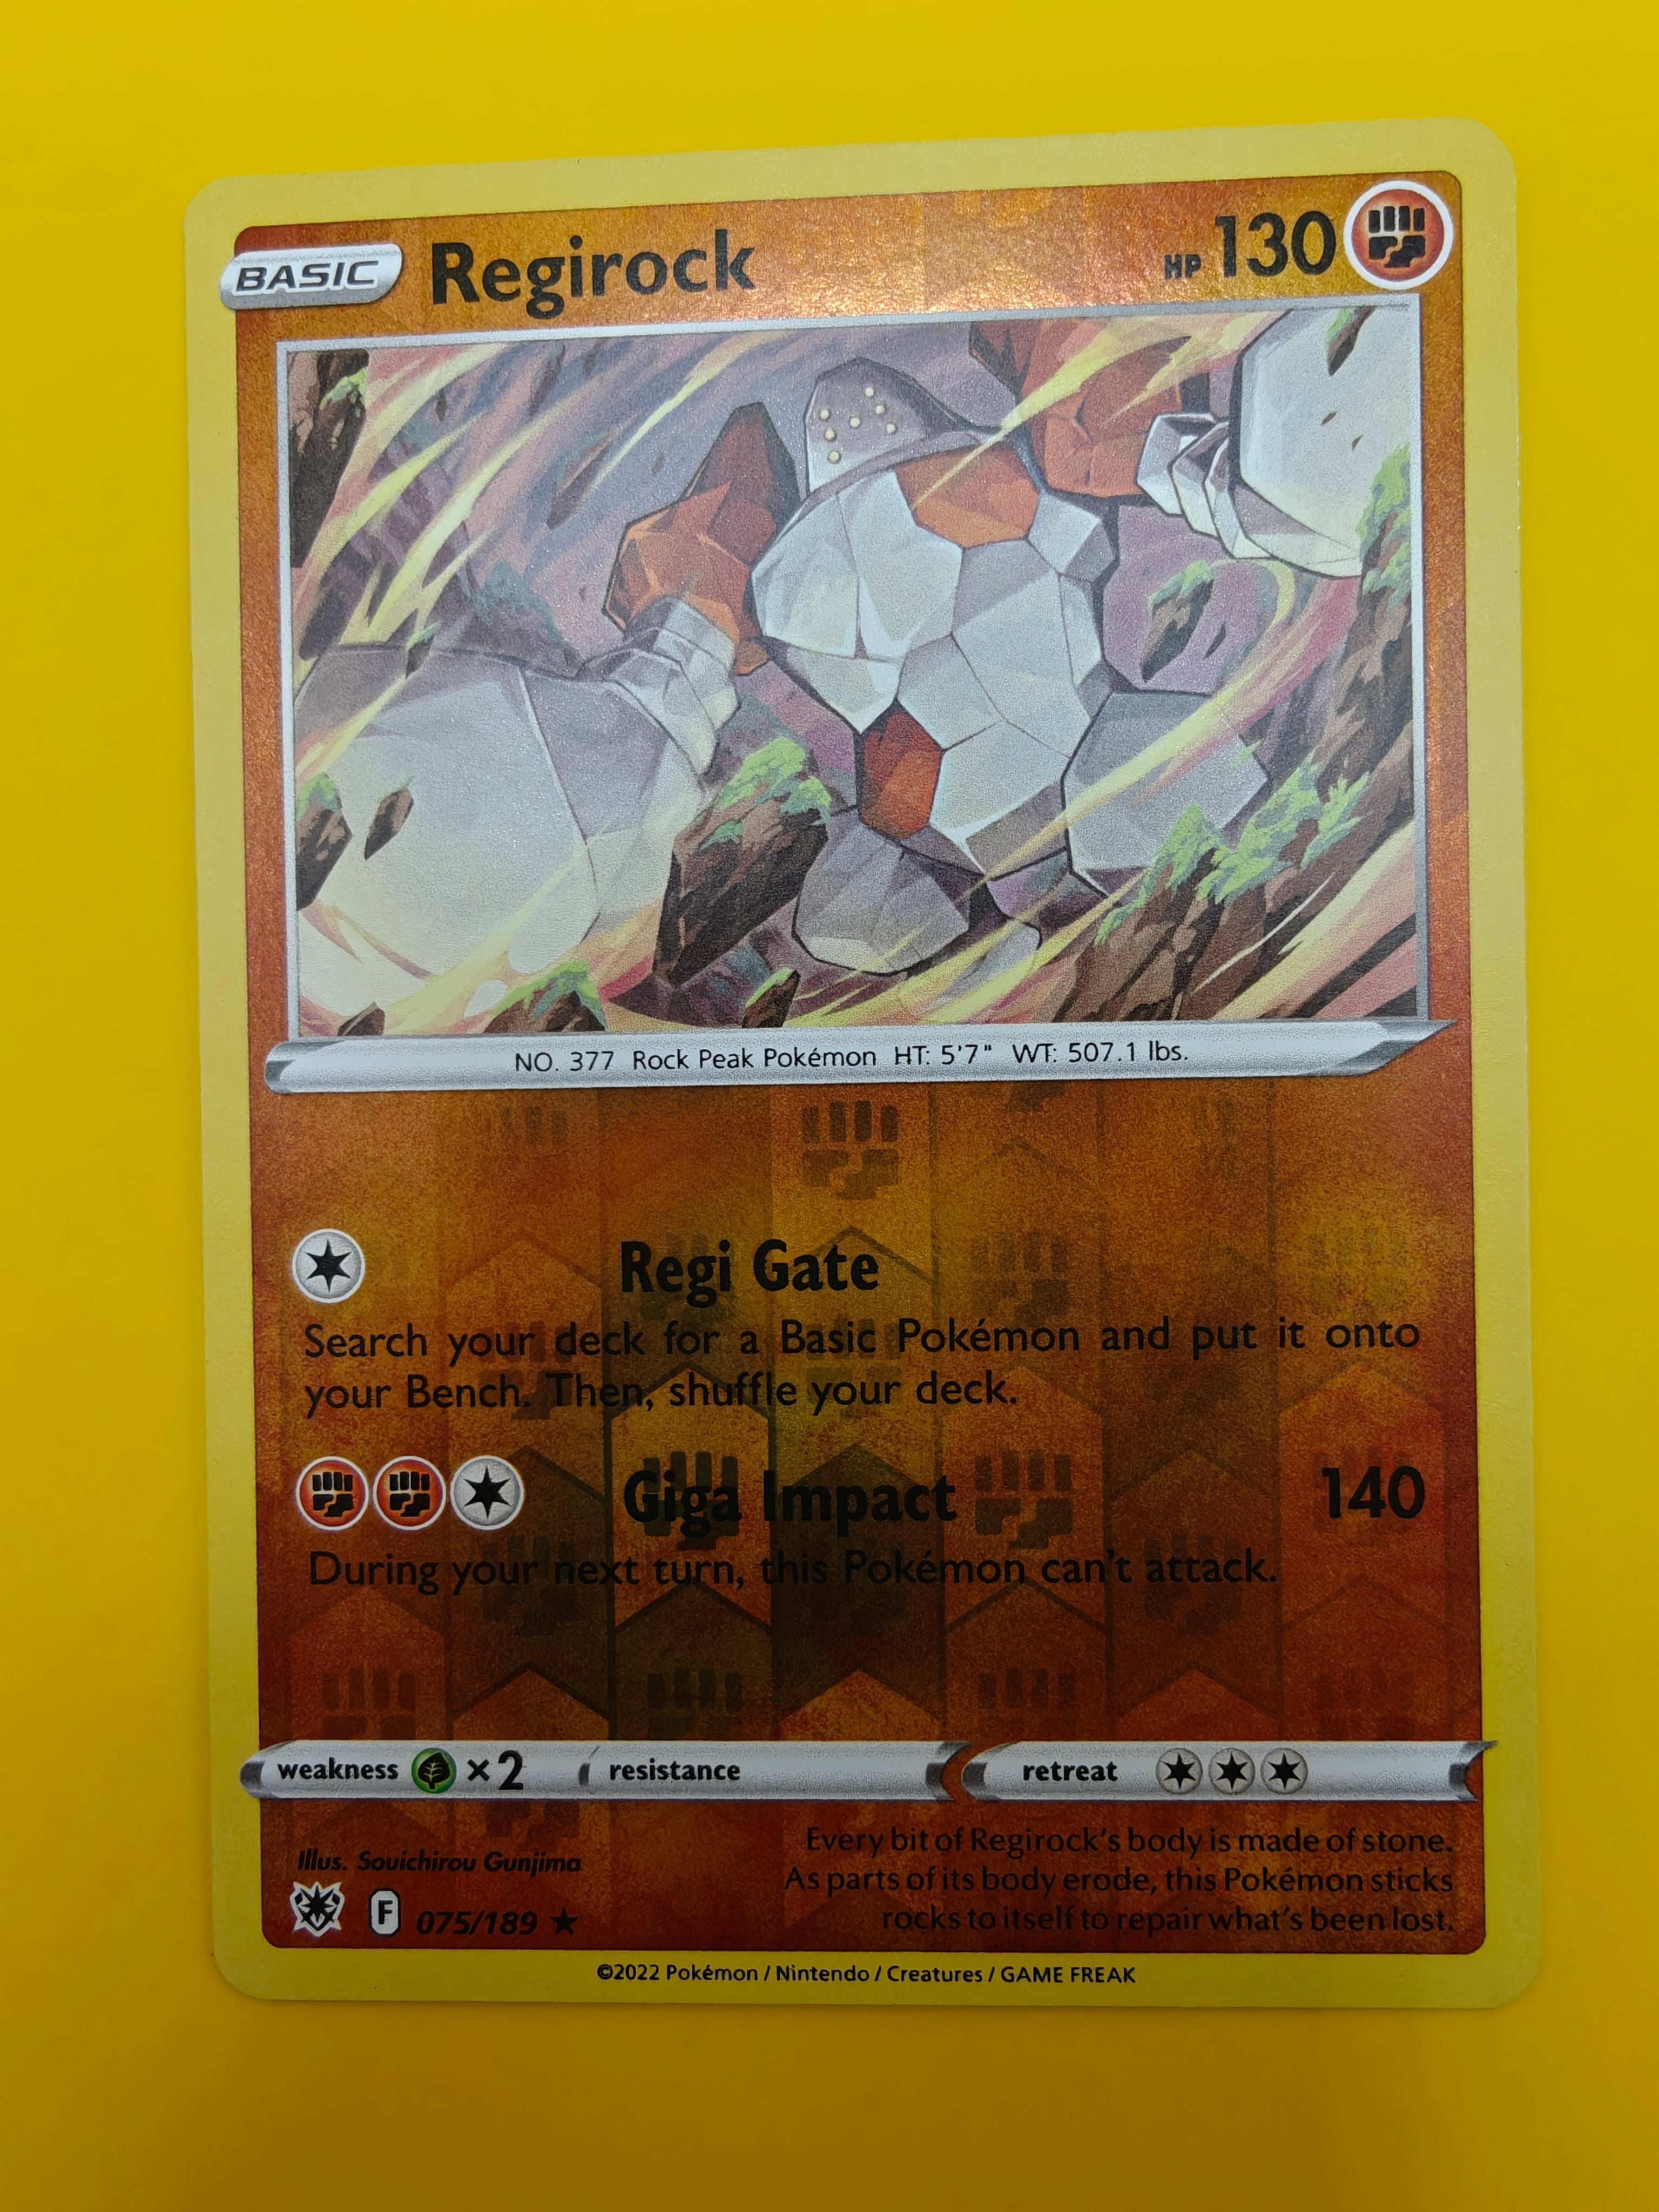 BASIC Regirock HP 130
NO. 377 Rock Peak Pokémon HT: 5'7" WT: 507.1 lbs.
Regi Gate
Search your deck for a Basic Pokémon and put it onto
your Bench. Then, shuffle your deck.
Giga Impact 140
During your next turn, this Pokémon can't attack.
weakness ×2 resistance retreat
Illus. Souichirou Gunjima
F 075/189 ★
Every bit of Regirock's body is made of stone.
As parts of its body erode, this Pokémon sticks
rocks to itself to repair what's been lost.
©2022 Pokémon / Nintendo / Creatures / GAME FREAK